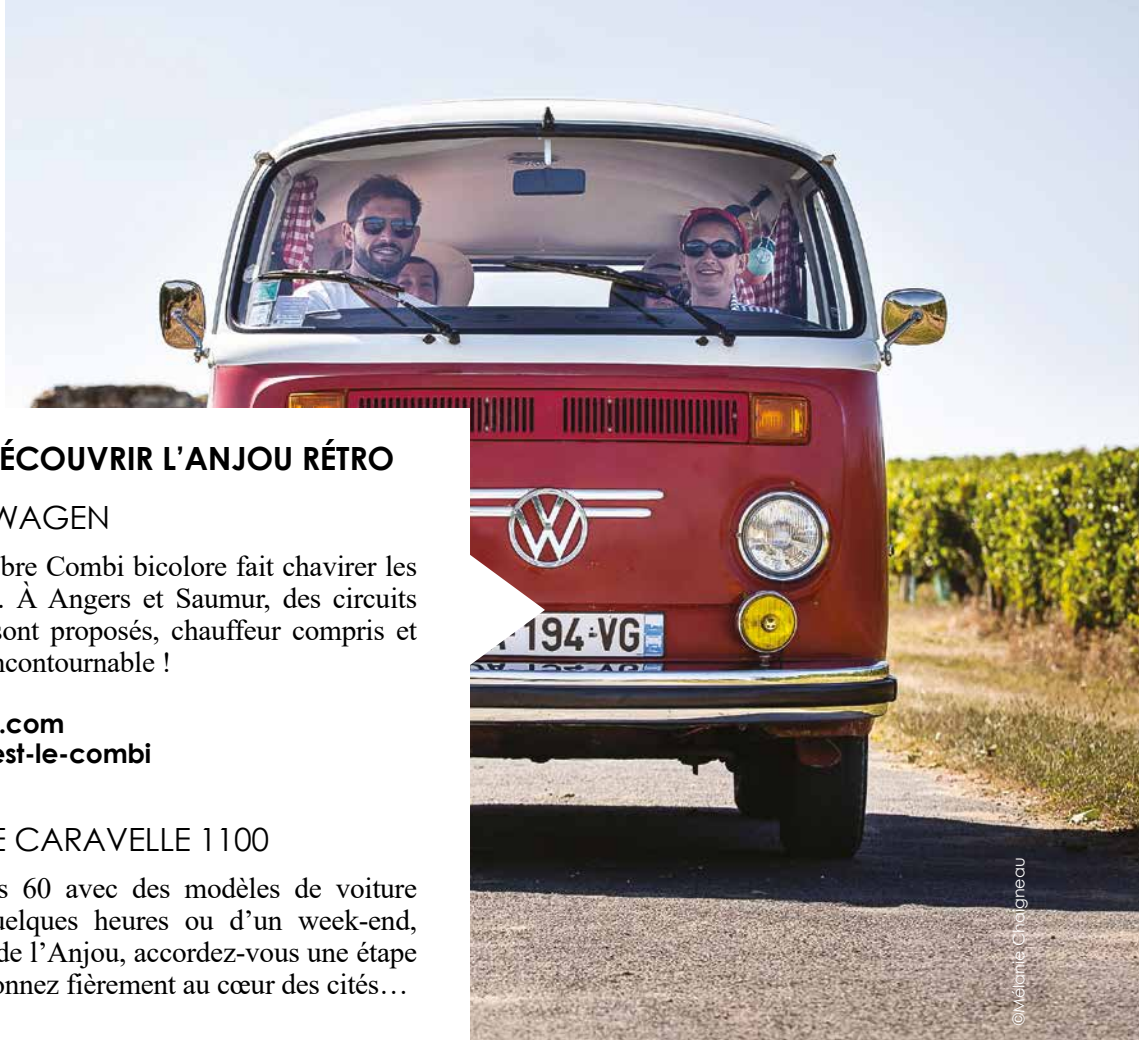 ÉCOUVRIR L’ANJOU RÉTRO
WAGEN
bre Combi bicolore fait chavirer les
. À Angers et Saumur, des circuits
sont proposés, chauffeur compris et
ncontournable !
.com
est-le-combi
E CARAVELLE 1100
s 60 avec des modèles de voiture
uelques heures ou d’un week-end,
de l’Anjou, accordez-vous une étape
onnez fièrement au cœur des cités…
VW
194-VG
©Mélanie Chaigneau